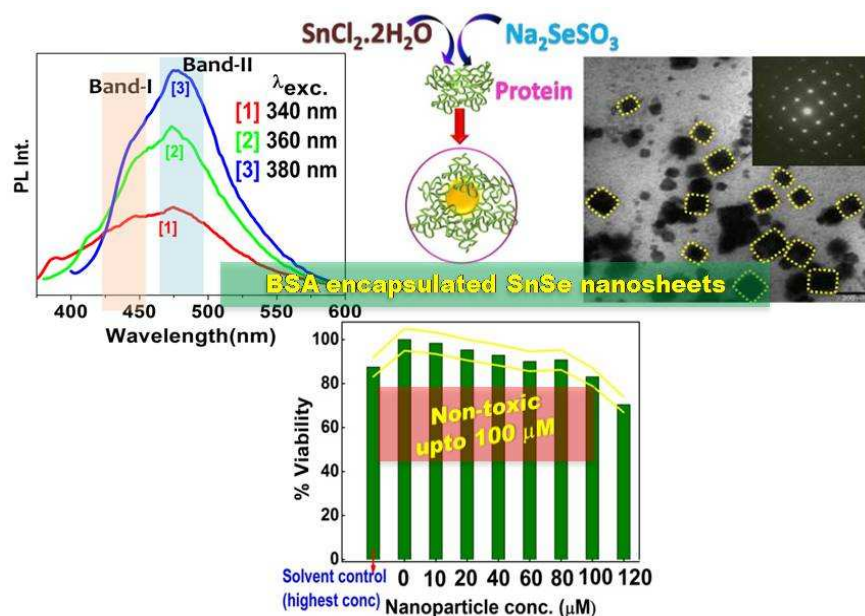 SnCl₂.2H₂O
Na₂SeSO₃
Protein
Band-I
Band-II
λexc.
[1] 340 nm
[2] 360 nm
[3] 380 nm
[3]
[2]
[1]
PL Int.
400 450 500 550 600
Wavelength(nm)
BSA encapsulated SnSe nanosheets
% Viability
100
80
60
40
20
0
Non-toxic
upto 100 μM
Solvent control
(highest conc)
0 10 20 40 60 80 100 120
Nanoparticle conc. (μM)